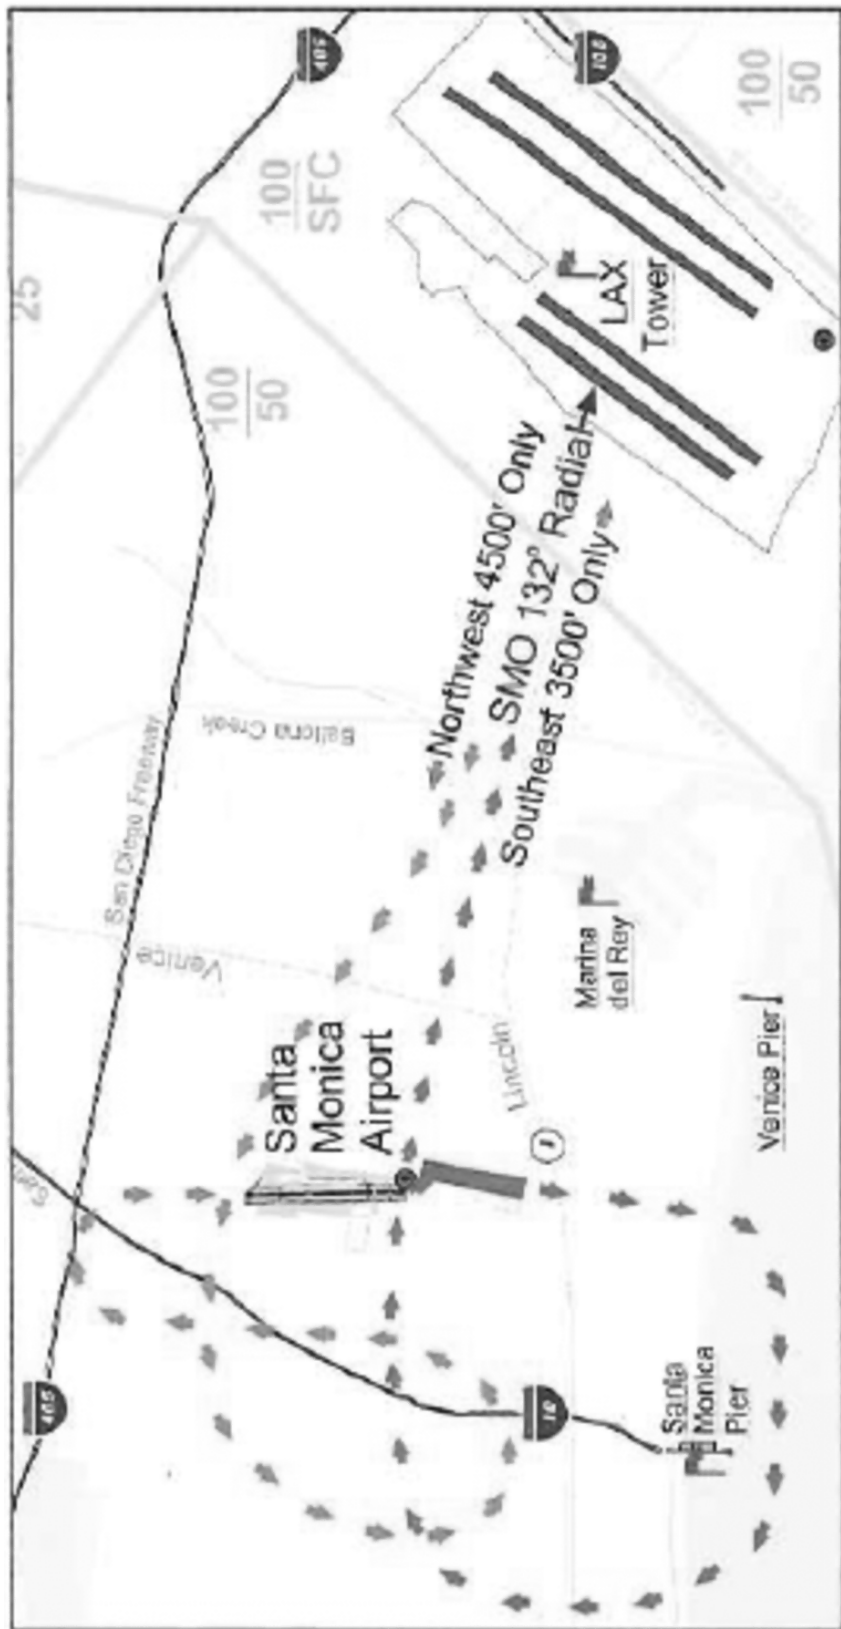 405
105
100
50
100
SFC
25
100
50
LAX
Tower
Northwest 4500' Only
SMO 132° Radial
Southeast 3500' Only
San Diego Freeway
Ballona Creek
Venice
Santa
Monica
Airport
Lincoln
1
Marina
del Rey
Venice Pier
405
10
Santa
Monica
Pier